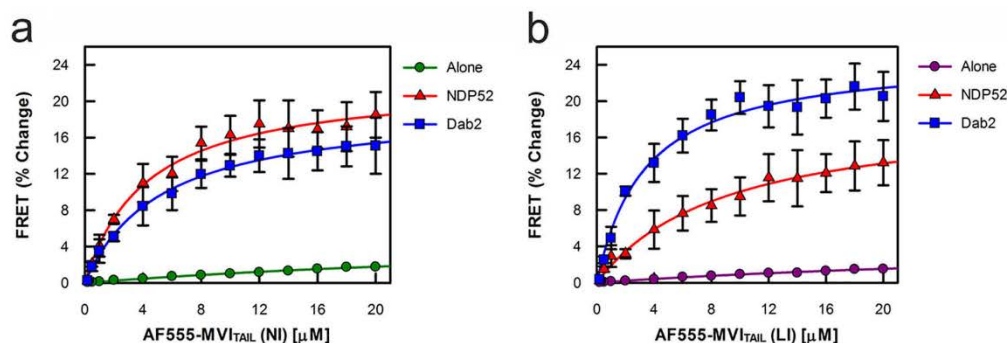 a
FRET (% Change)
24
20
16
12
8
4
0
0 4 8 12 16 20
AF555-MVITAIL (NI) [μM]
Alone
NDP52
Dab2
b
FRET (% Change)
24
20
16
12
8
4
0
0 4 8 12 16 20
AF555-MVITAIL (LI) [μM]
Alone
NDP52
Dab2